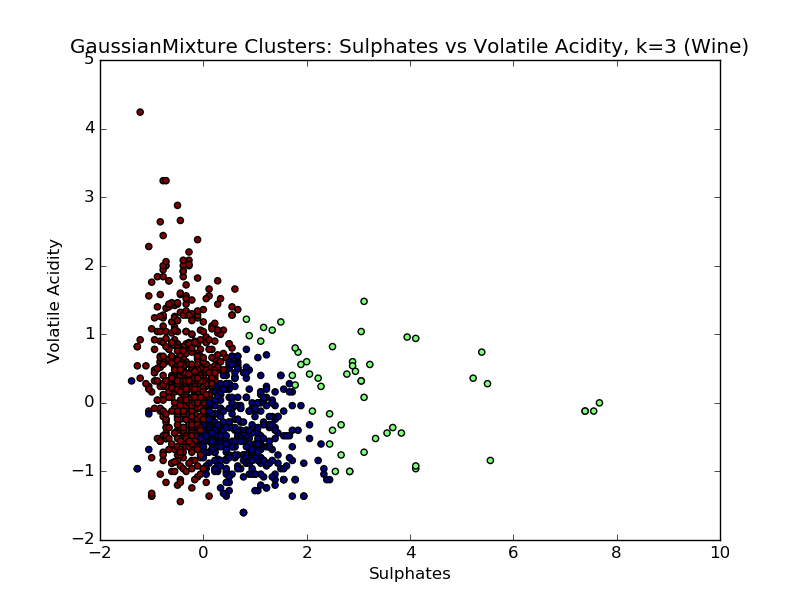 GaussianMixture Clusters: Sulphates vs Volatile Acidity, k=3 (Wine)
5
4
3
2
1
0
−1
−2
Volatile Acidity
−2 0 2 4 6 8 10
Sulphates